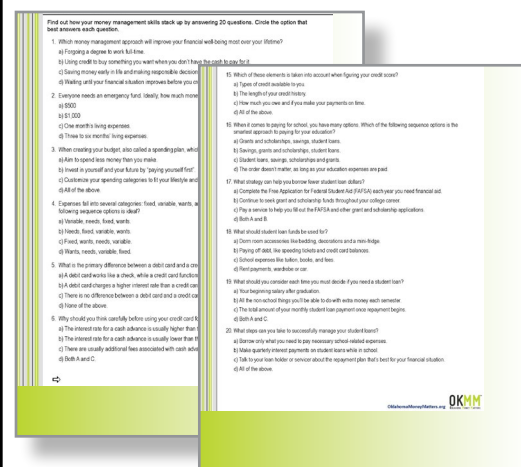 Find out how your money management skills stack up by answering 20 questions. Circle the option that
best answers each question.
1. Which money management approach will improve your financial well-being most over your lifetime?
a) Forgoing a degree to work full-time.
b) Using credit to buy something you want when you don't have the cash to pay for it.
c) Saving money early in life and making responsible decision
d) Waiting until your financial situation improves before you cr
2. Everyone needs an emergency fund. Ideally, how much mone
a) $500
b) $1,000
c) One month's living expenses.
d) Three to six months' living expenses.
3. When creating your budget, also called a spending plan, whic
a) Aim to spend less money than you make.
b) Invest in yourself and your future by "paying yourself first".
c) Customize your spending categories to fit your lifestyle and
d) All of the above.
4. Expenses fall into several categories: fixed, variable, wants, a
following sequence options is ideal?
a) Variable, needs, fixed, wants.
b) Needs, fixed, variable, wants.
c) Fixed, wants, needs, variable.
d) Wants, needs, variable, fixed.
5. What is the primary difference between a debit card and a cre
a) A debit card works like a check, while a credit card function
b) A debit card charges a higher interest rate than a credit car
c) There is no difference between a debit card and a credit ca
d) None of the above.
6. Why should you think carefully before using your credit card f
a) The interest rate for a cash advance is usually higher than t
b) The interest rate for a cash advance is usually lower than t
c) There are usually additional fees associated with cash adva
d) Both A and C.
15. Which of these elements is taken into account when figuring your credit score?
a) Types of credit available to you.
b) The length of your credit history.
c) How much you owe and if you make your payments on time.
d) All of the above.
16. When it comes to paying for school, you have many options. Which of the following sequence options is the
smartest approach to paying for your education?
a) Grants and scholarships, savings, student loans.
b) Savings, grants and scholarships, student loans.
c) Student loans, savings, scholarships and grants.
d) The order doesn't matter, as long as your education expenses are paid.
17. What strategy can help you borrow fewer student loan dollars?
a) Complete the Free Application for Federal Student Aid (FAFSA) each year you need financial aid.
b) Continue to seek grant and scholarship funds throughout your college career.
c) Pay a service to help you fill out the FAFSA and other grant and scholarship applications.
d) Both A and B.
18. What should student loan funds be used for?
a) Dorm room accessories like bedding, decorations and a mini-fridge.
b) Paying off debt, like speeding tickets and credit card balances.
c) School expenses like tuition, books, and fees.
d) Rent payments, wardrobe or car.
19. What should you consider each time you must decide if you need a student loan?
a) Your beginning salary after graduation.
b) All the non-school things you'll be able to do with extra money each semester.
c) The total amount of your monthly student loan payment once repayment begins.
d) Both A and C.
20. What steps can you take to successfully manage your student loans?
a) Borrow only what you need to pay necessary school-related expenses.
b) Make quarterly interest payments on student loans while in school.
c) Talk to your loan holder or servicer about the repayment plan that's best for your financial situation.
d) All of the above.
OklahomaMoneyMatters.org
OKMM